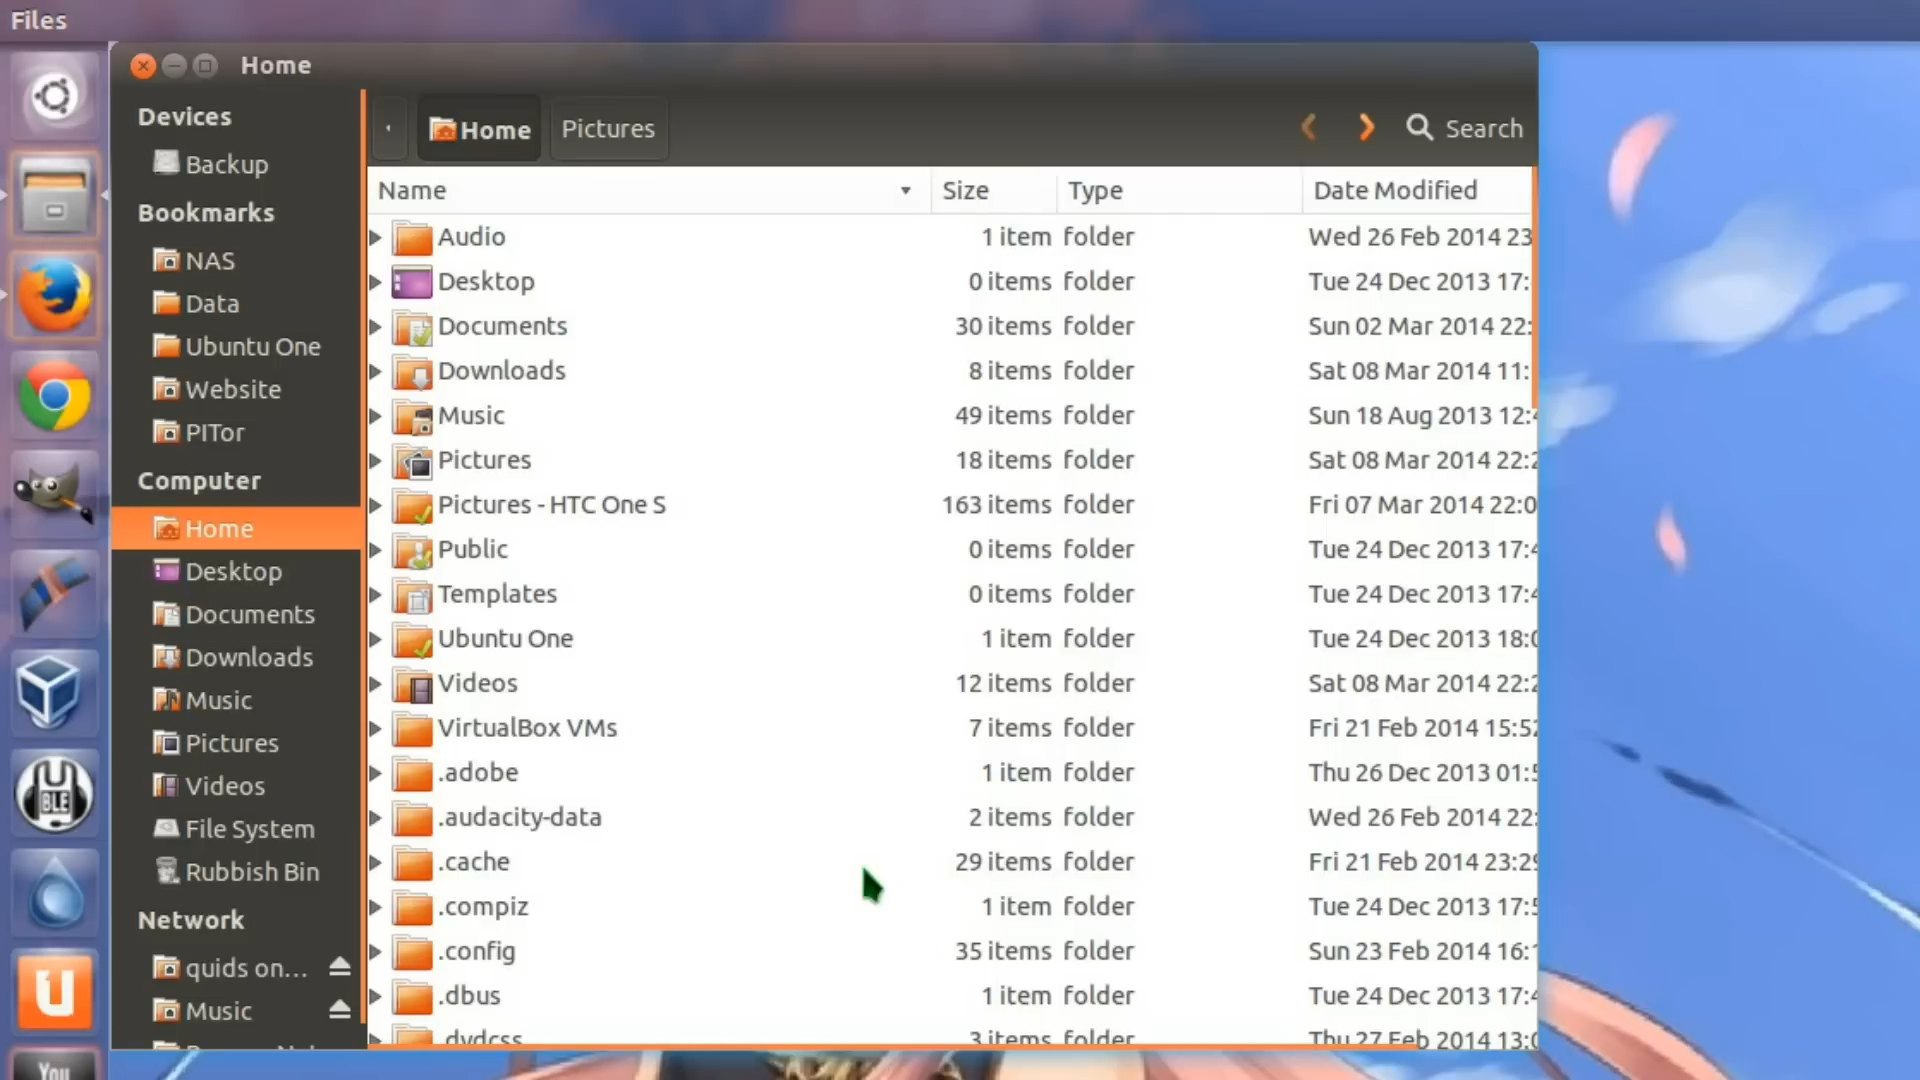 Files
Home
Devices
Backup
Bookmarks
NAS
Data
Ubuntu One
Website
PITor
Computer
Home
Desktop
Documents
Downloads
Music
Pictures
Videos
File System
Rubbish Bin
Network
quids on...
Music
Home Pictures Search
Name Size Type Date Modified
Audio 1 item folder Wed 26 Feb 2014 23
Desktop 0 items folder Tue 24 Dec 2013 17:
Documents 30 items folder Sun 02 Mar 2014 22:
Downloads 8 items folder Sat 08 Mar 2014 11:
Music 49 items folder Sun 18 Aug 2013 12:4
Pictures 18 items folder Sat 08 Mar 2014 22:2
Pictures - HTC One S 163 items folder Fri 07 Mar 2014 22:0
Public 0 items folder Tue 24 Dec 2013 17:4
Templates 0 items folder Tue 24 Dec 2013 17:4
Ubuntu One 1 item folder Tue 24 Dec 2013 18:0
Videos 12 items folder Sat 08 Mar 2014 22:2
VirtualBox VMs 7 items folder Fri 21 Feb 2014 15:52
.adobe 1 item folder Thu 26 Dec 2013 01:5
.audacity-data 2 items folder Wed 26 Feb 2014 22:
.cache 29 items folder Fri 21 Feb 2014 23:29
.compiz 1 item folder Tue 24 Dec 2013 17:5
.config 35 items folder Sun 23 Feb 2014 16:1
.dbus 1 item folder Tue 24 Dec 2013 17:4
.dvdcss 3 items folder Thu 27 Feb 2014 13:0
U
BLE
You